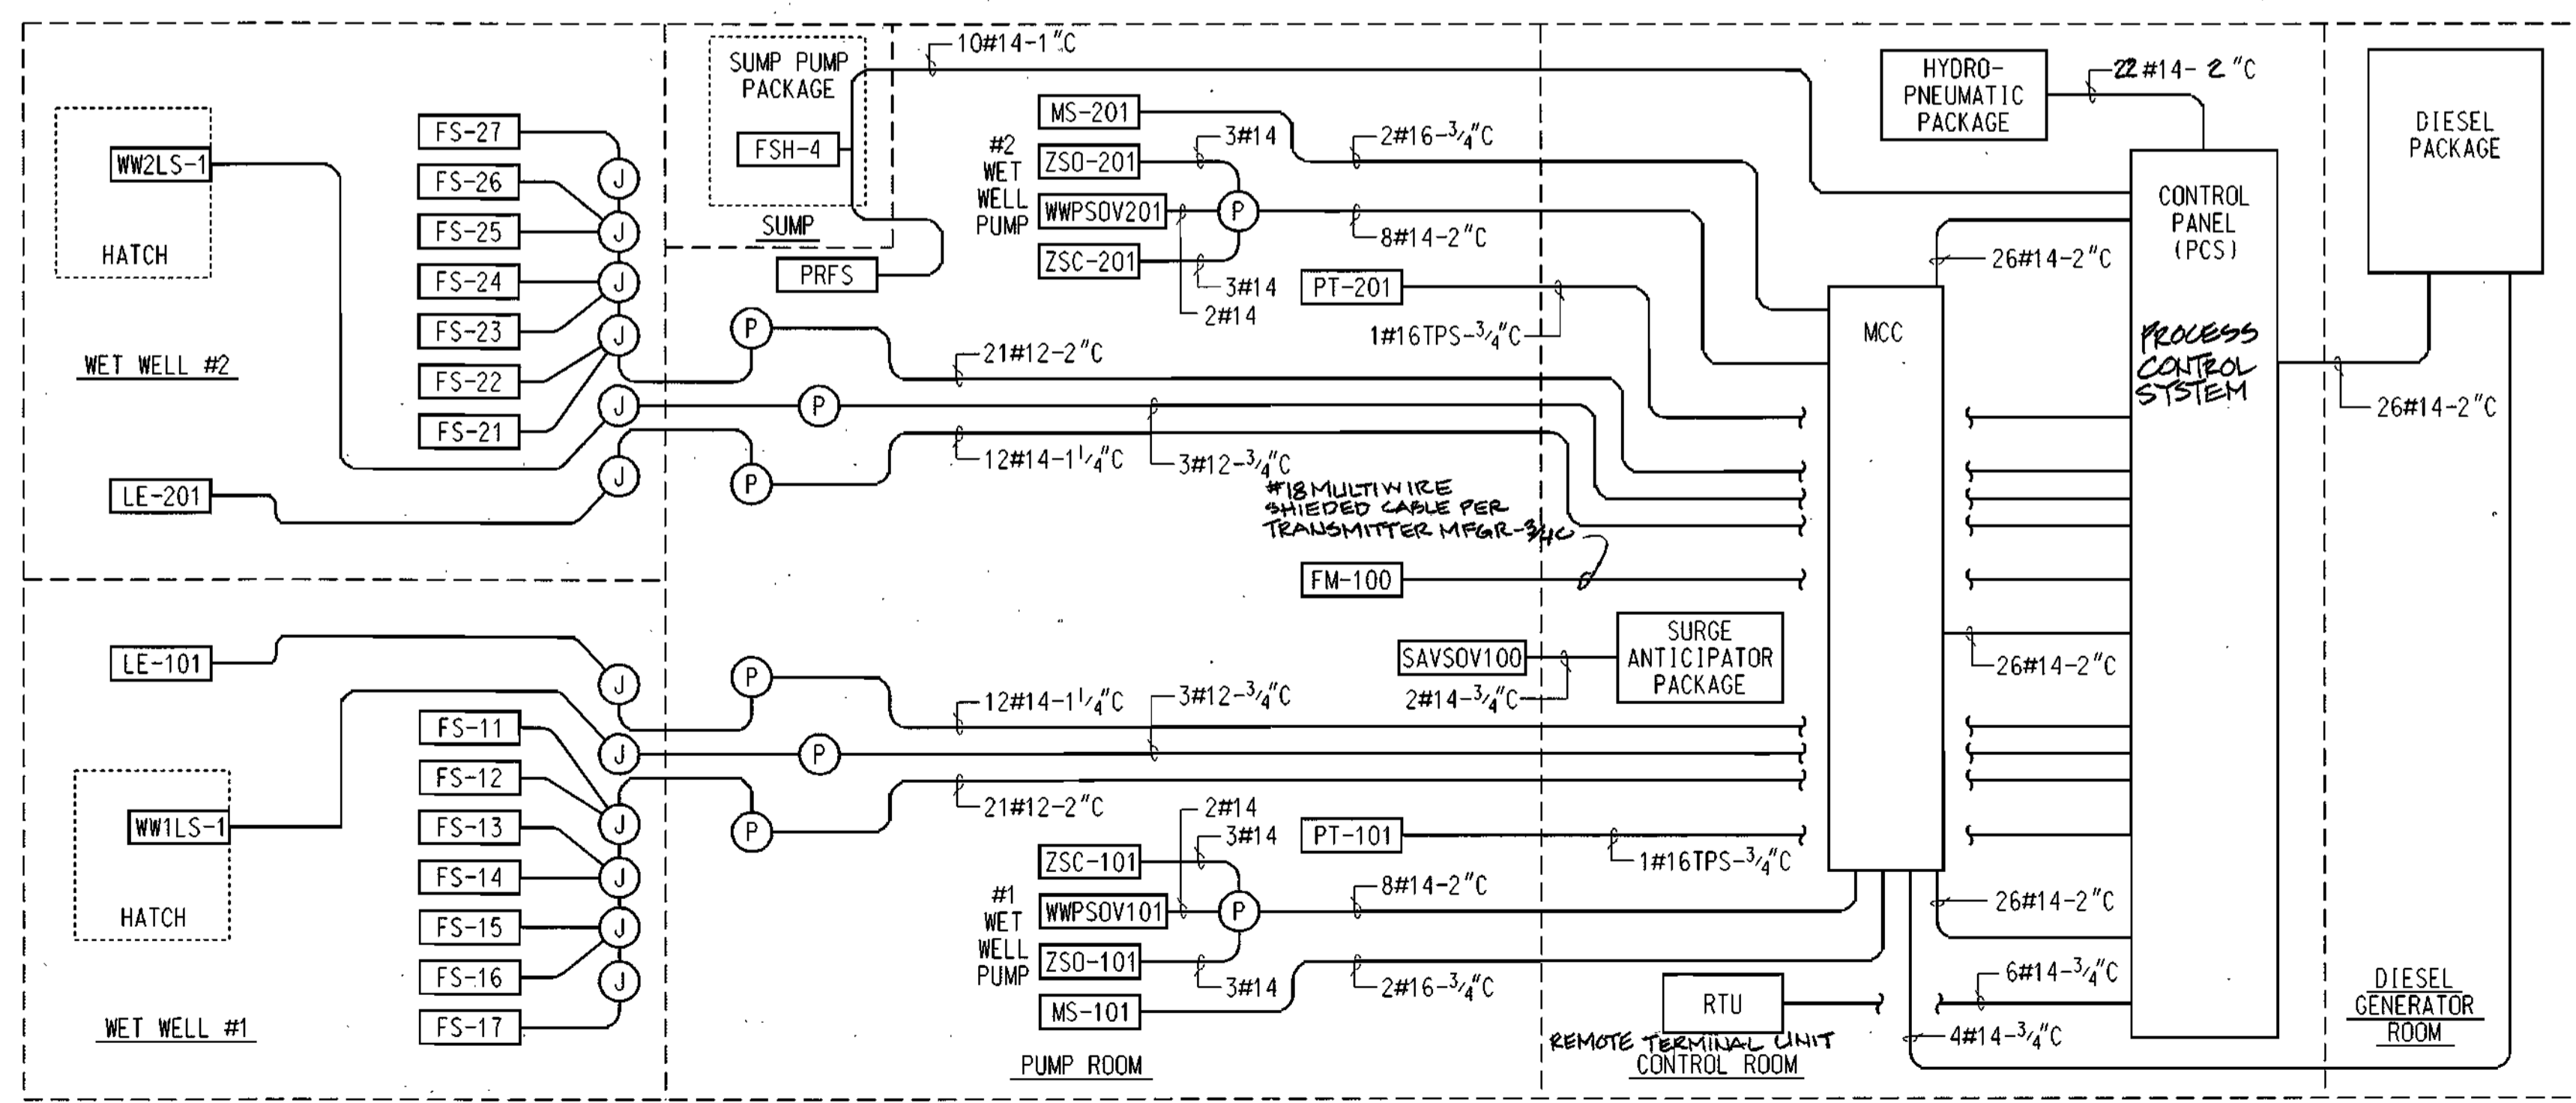 10#14-1"C
SUMP PUMP
PACKAGE
FSH-4
SUMP
PRFS
WW2LS-1
HATCH
FS-27
FS-26
FS-25
FS-24
FS-23
FS-22
FS-21
J
J
J
J
J
J
WET WELL #2
LE-201
P
P
P
21#12-2"C
12#14-1 1/4"C
3#12-3/4"C
#2
WET
WELL
PUMP
MS-201
ZSO-201
WWPSOV201
ZSC-201
3#14
P
3#14
2#14
2#16-3/4"C
8#14-2"C
PT-201
1#16TPS-3/4"C
#18 MULTIWIRE
SHIEDED CABLE PER
TRANSMITTER MFGR-3/4C
FM-100
SAVSOV100
2#14-3/4"C
SURGE
ANTICIPATOR
PACKAGE
HYDRO-
PNEUMATIC
PACKAGE
22#14-2"C
CONTROL
PANEL
(PCS)
PROCESS
CONTROL
SYSTEM
MCC
26#14-2"C
26#14-2"C
26#14-2"C
6#14-3/4"C
4#14-3/4"C
DIESEL
PACKAGE
26#14-2"C
DIESEL
GENERATOR
ROOM
LE-101
WW1LS-1
HATCH
FS-11
FS-12
FS-13
FS-14
FS-15
FS-16
FS-17
J
J
J
J
J
J
WET WELL #1
P
P
P
12#14-1 1/4"C
3#12-3/4"C
21#12-2"C
#1
WET
WELL
PUMP
2#14
3#14
ZSC-101
WWPSOV101
ZSO-101
MS-101
P
3#14
PT-101
1#16TPS-3/4"C
8#14-2"C
2#16-3/4"C
RTU
REMOTE TERMINAL UNIT
PUMP ROOM
CONTROL ROOM